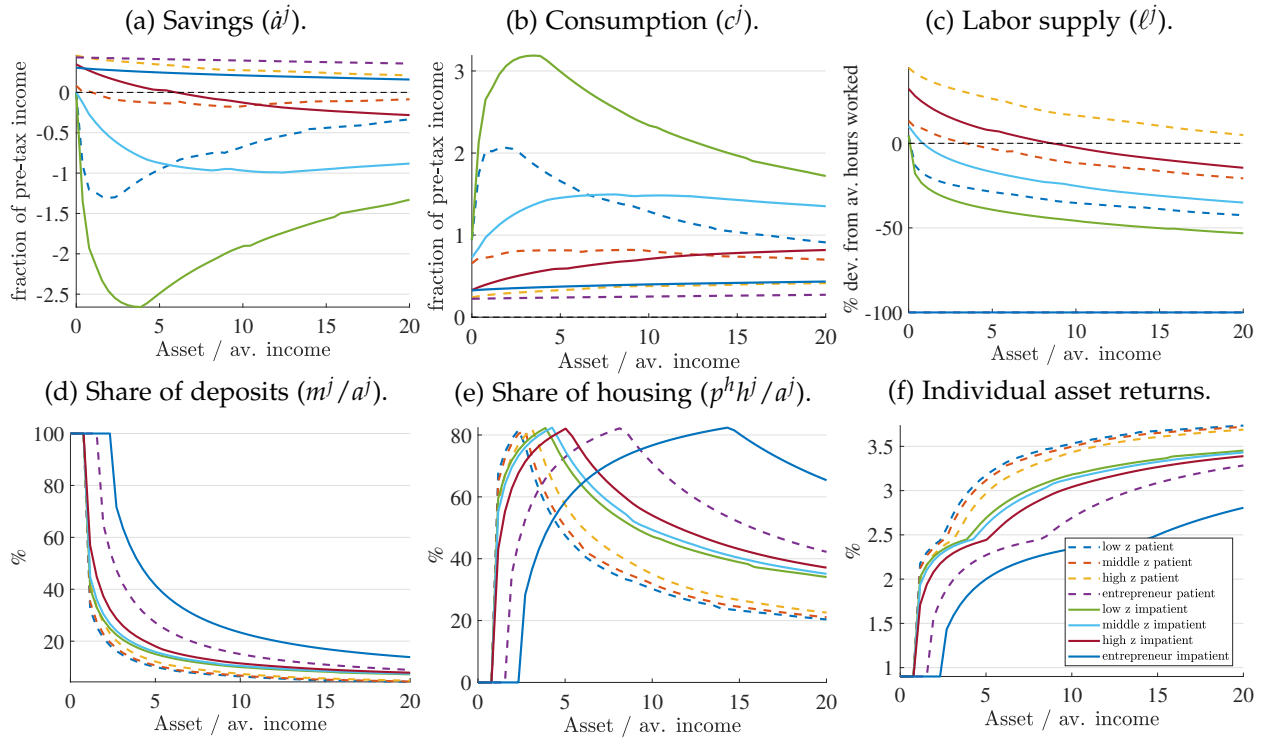 (a) Savings (ȧʲ).
(b) Consumption (cʲ).
(c) Labor supply (ℓʲ).
fraction of pre-tax income
0
-0.5
-1
-1.5
-2
-2.5
0 5 10 15 20
Asset / av. income
fraction of pre-tax income
3
2
1
0
0 5 10 15 20
Asset / av. income
% dev. from av. hours worked
0
-50
-100
0 5 10 15 20
Asset / av. income
(d) Share of deposits (mʲ/aʲ).
(e) Share of housing (pʰhʲ/aʲ).
(f) Individual asset returns.
%
100
80
60
40
20
0 5 10 15 20
Asset / av. income
%
80
60
40
20
0
0 5 10 15 20
Asset / av. income
%
3.5
3
2.5
2
1.5
1
0 5 10 15 20
Asset / av. income
low z patient
middle z patient
high z patient
entrepreneur patient
low z impatient
middle z impatient
high z impatient
entrepreneur impatient